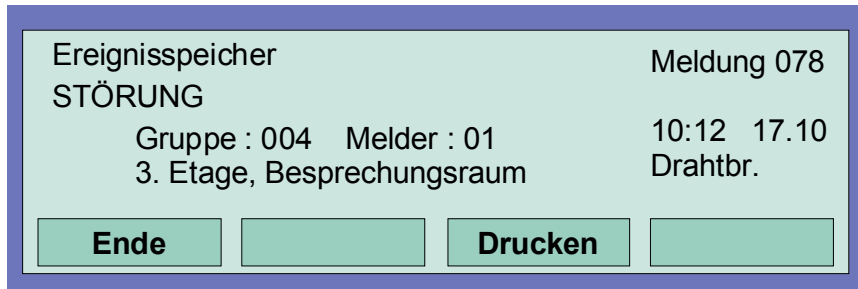 Ereignisspeicher Meldung 078
STÖRUNG
Gruppe : 004 Melder : 01 10:12 17.10
3. Etage, Besprechungsraum Drahtbr.
Ende Drucken